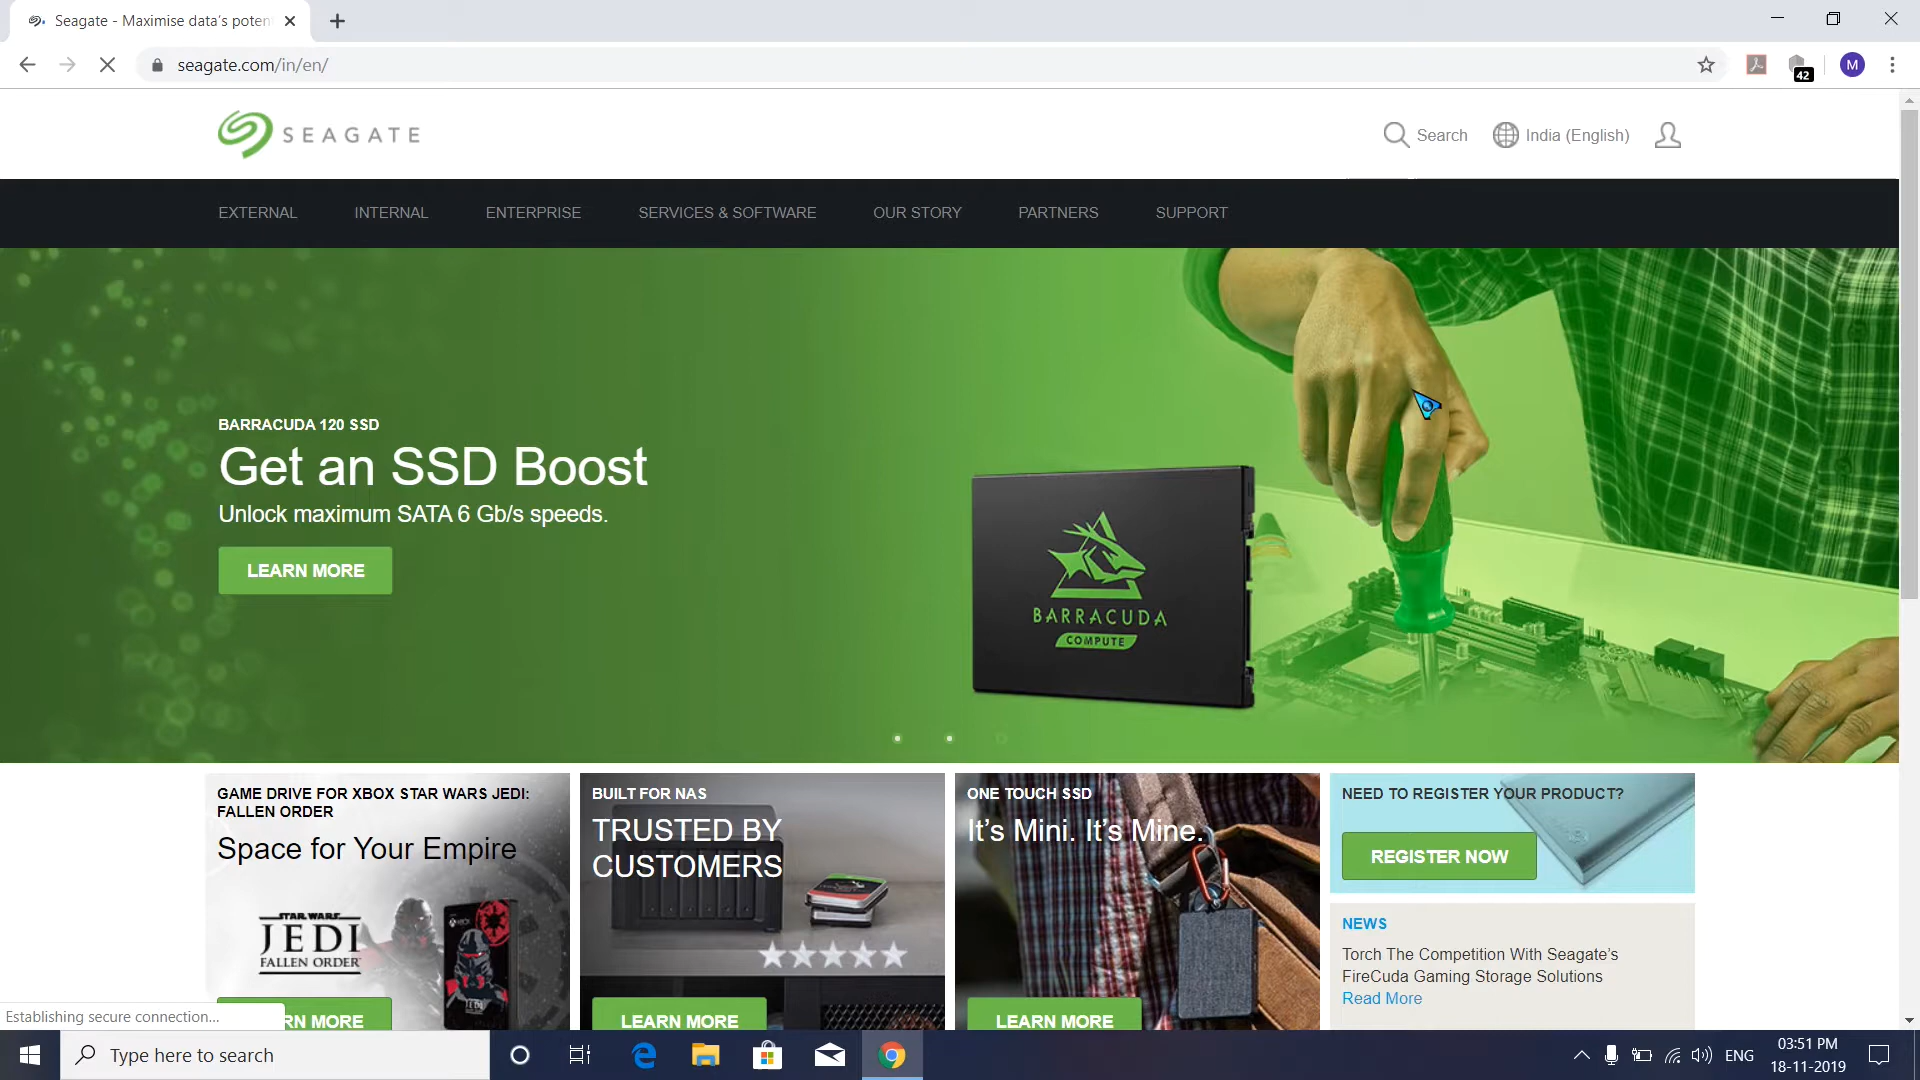 Seagate - Maximise data's poten
seagate.com/in/en/
42
M
SEAGATE
Search
India (English)
EXTERNAL
INTERNAL
ENTERPRISE
SERVICES & SOFTWARE
OUR STORY
PARTNERS
SUPPORT
BARRACUDA 120 SSD
Get an SSD Boost
Unlock maximum SATA 6 Gb/s speeds.
LEARN MORE
BARRACUDA
COMPUTE
GAME DRIVE FOR XBOX STAR WARS JEDI:
FALLEN ORDER
Space for Your Empire
STAR WARS
JEDI
FALLEN ORDER
RN MORE
BUILT FOR NAS
TRUSTED BY
CUSTOMERS
LEARN MORE
ONE TOUCH SSD
It's Mini. It's Mine.
LEARN MORE
NEED TO REGISTER YOUR PRODUCT?
REGISTER NOW
NEWS
Torch The Competition With Seagate's
FireCuda Gaming Storage Solutions
Read More
Establishing secure connection...
Type here to search
ENG
03:51 PM
18-11-2019